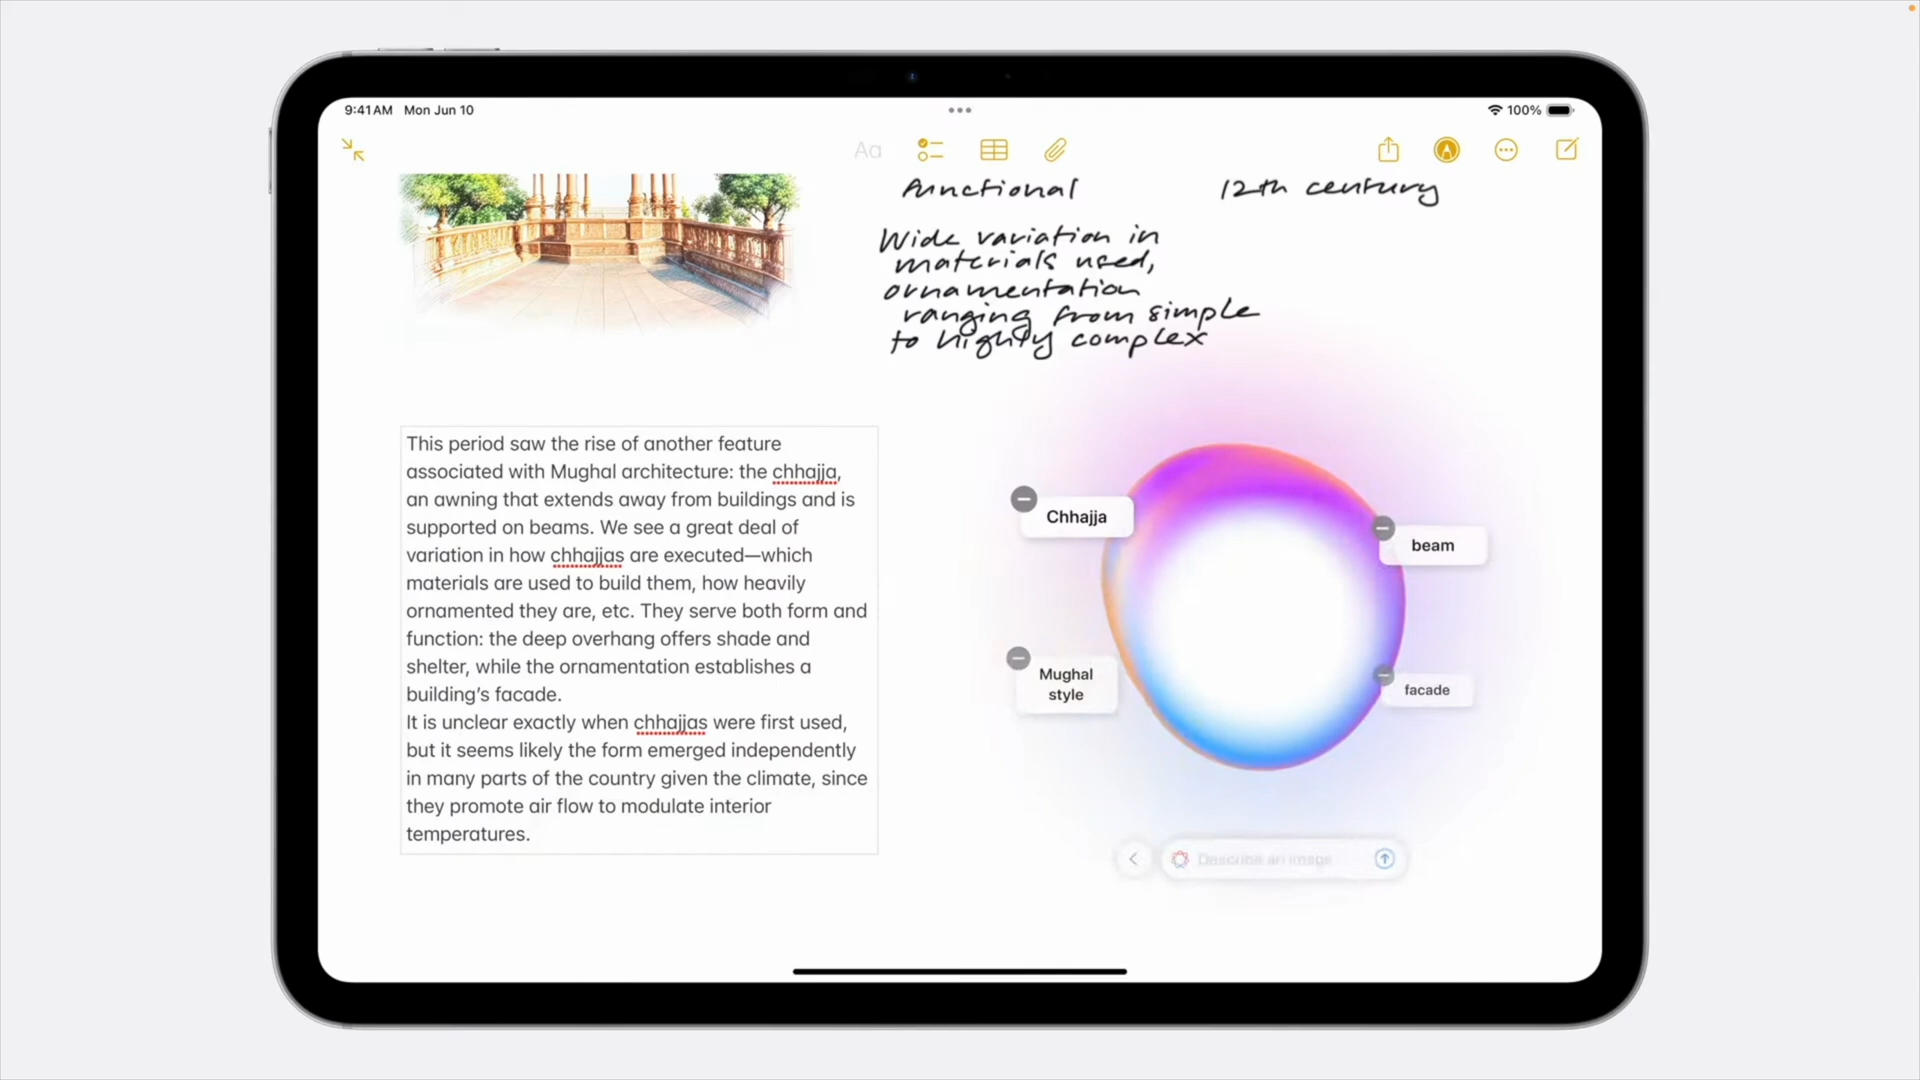 9:41 AM Mon Jun 10
100%
Aa
functional
12th century
Wide variation in
materials used,
ornamentation
ranging from simple
to highly complex
This period saw the rise of another feature
associated with Mughal architecture: the chhajja,
an awning that extends away from buildings and is
supported on beams. We see a great deal of
variation in how chhajjas are executed—which
materials are used to build them, how heavily
ornamented they are, etc. They serve both form and
function: the deep overhang offers shade and
shelter, while the ornamentation establishes a
building’s facade.
It is unclear exactly when chhajjas were first used,
but it seems likely the form emerged independently
in many parts of the country given the climate, since
they promote air flow to modulate interior
temperatures.
Chhajja
beam
Mughal
style
facade
Describe an image